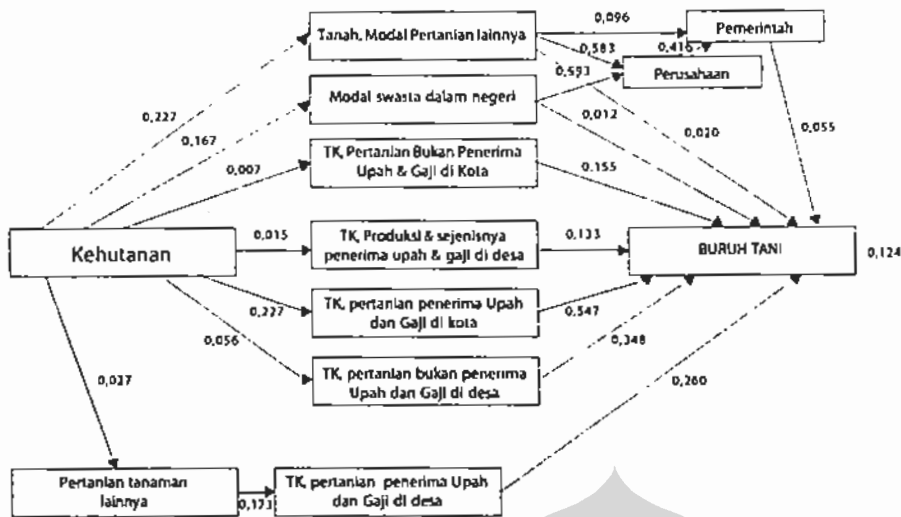 0,096
Tanah, Modal Pertanian lainnya
Pemerintah
0,583
0,416
0,593
Perusahaan
Modal swasta dalam negeri
0,012
0,020
0,055
0,227
0,167
0,007
TK, Pertanian Bukan Penerima
Upah & Gaji di Kota
0,155
Kehutanan
0,015
TK, Produksi & sejenisnya
penerima upah & gaji di desa
0,133
BURUH TANI
0,124
0,227
TK, pertanian penerima Upah
dan Gaji di kota
0,547
0,056
0,348
TK, pertanian bukan penerima
Upah dan Gaji di desa
0,027
0,260
Pertanian tanaman
lainnya
0,173
TK, pertanian penerima Upah
dan Gaji di desa